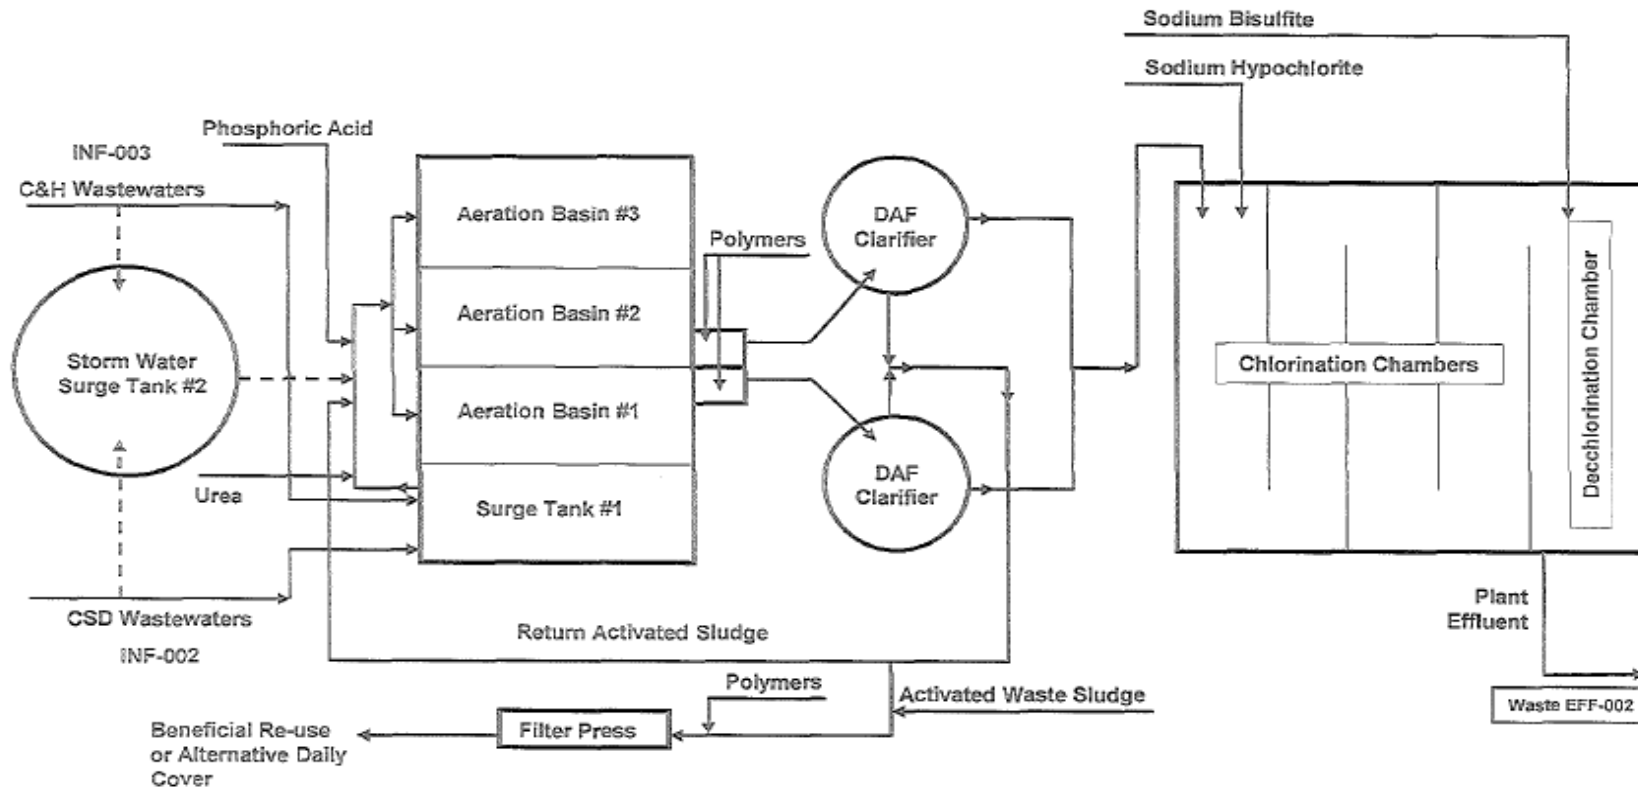 Sodium Bisulfite
Sodium Hypochlorite
Phosphoric Acid
INF-003
C&H Wastewaters
Aeration Basin #3
DAF
Clarifier
Polymers
Aeration Basin #2
Storm Water
Surge Tank #2
Chlorination Chambers
Decchlorination Chamber
Aeration Basin #1
DAF
Clarifier
Urea
Surge Tank #1
CSD Wastewaters
INF-002
Return Activated Sludge
Plant
Effluent
Polymers
Activated Waste Sludge
Waste EFF-002
Filter Press
Beneficial Re-use
or Alternative Daily
Cover